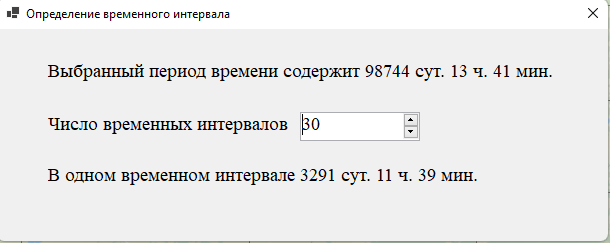 Определение временного интервала
Выбранный период времени содержит 98744 сут. 13 ч. 41 мин.
Число временных интервалов 30
В одном временном интервале 3291 сут. 11 ч. 39 мин.